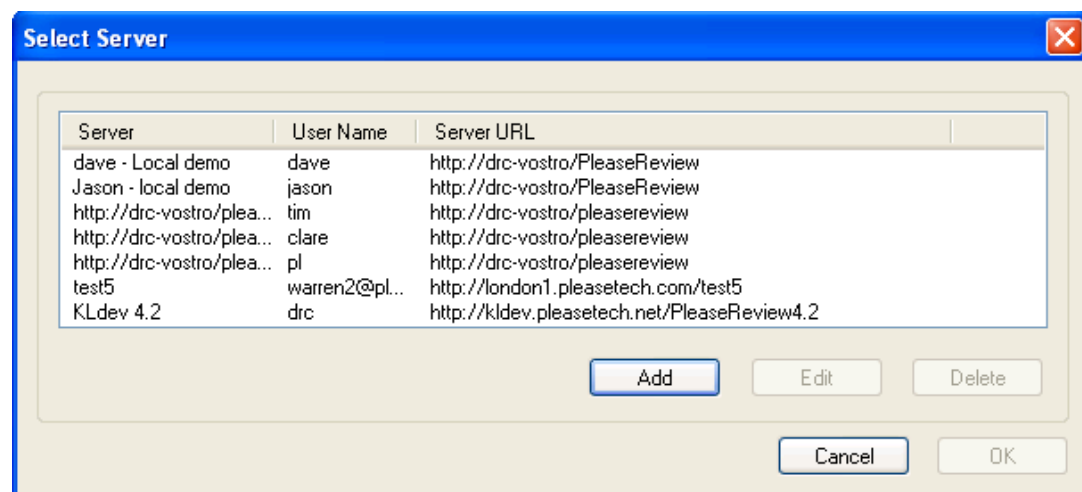 Select Server
Server User Name Server URL
dave - Local demo dave http://drc-vostro/PleaseReview
Jason - local demo jason http://drc-vostro/PleaseReview
http://drc-vostro/plea... tim http://drc-vostro/pleasereview
http://drc-vostro/plea... clare http://drc-vostro/pleasereview
http://drc-vostro/plea... pl http://drc-vostro/pleasereview
test5 warren2@pl... http://london1.pleasetech.com/test5
KLdev 4.2 drc http://kldev.pleasetech.net/PleaseReview4.2
Add Edit Delete
Cancel OK